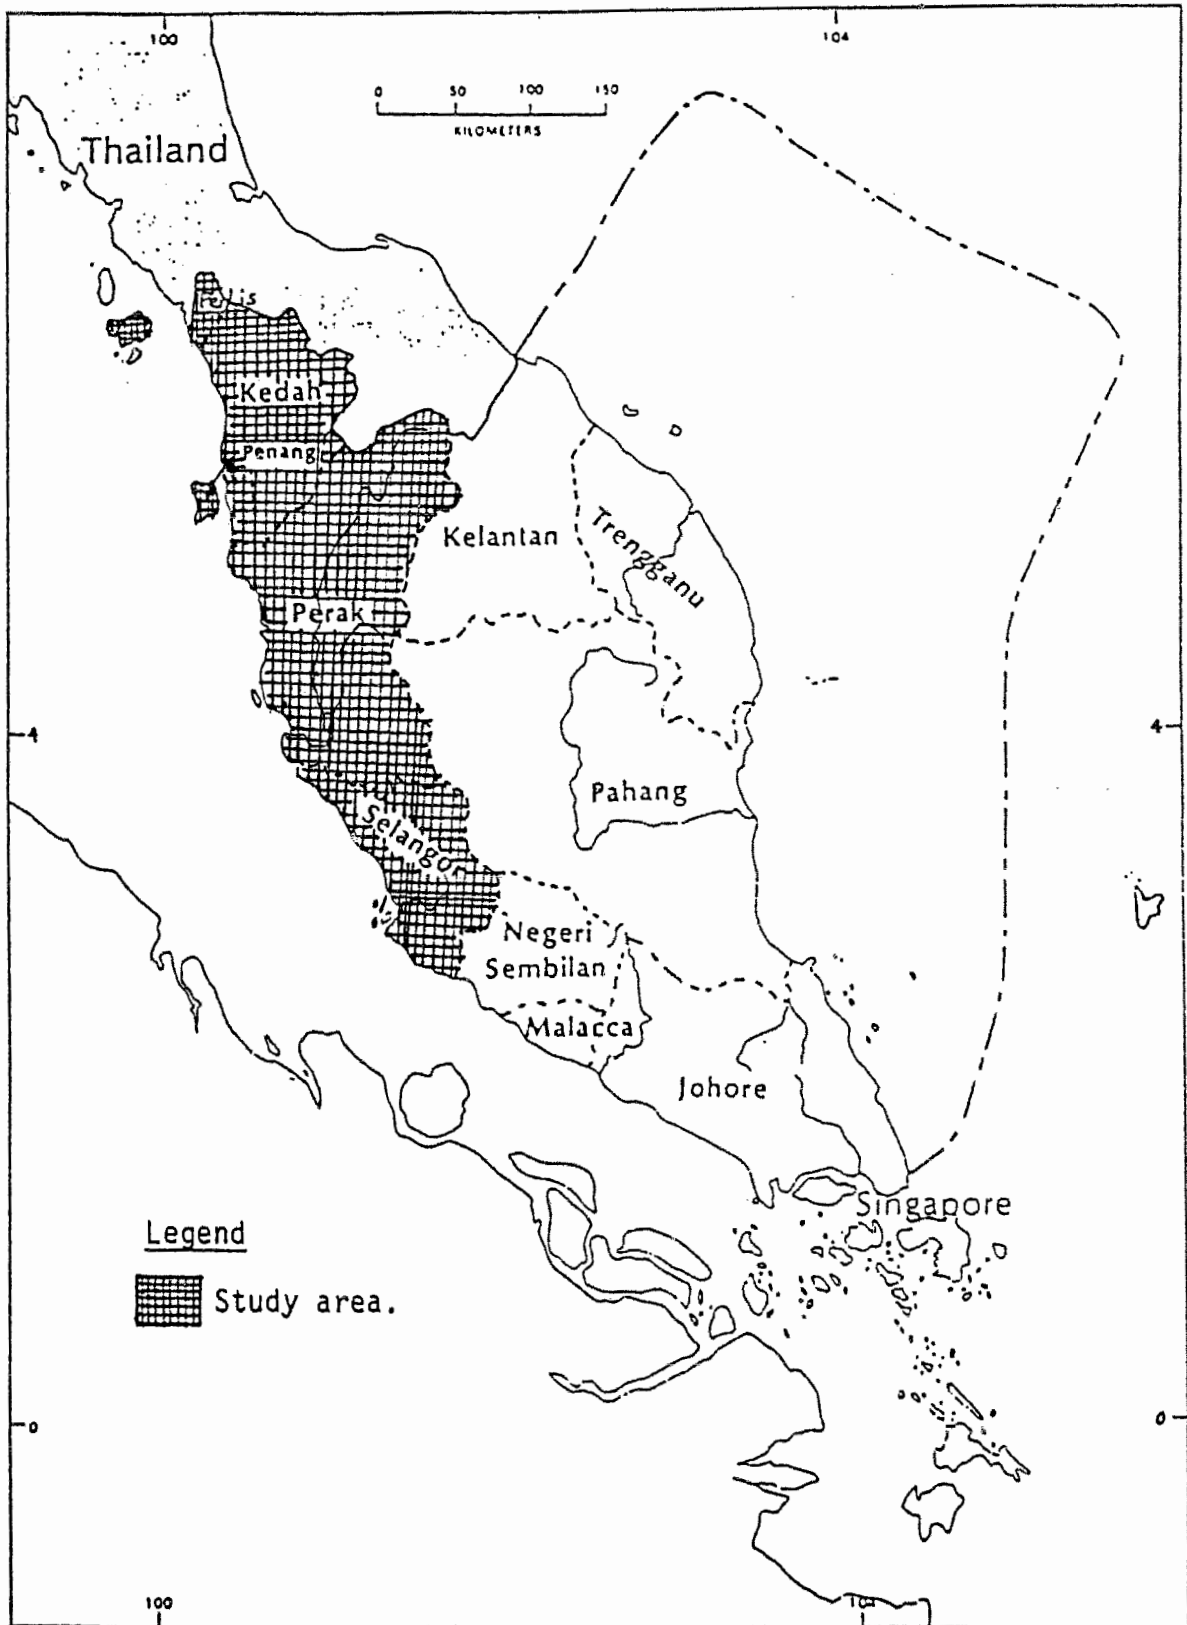 100
104
0 50 100 150
KILOMETERS
Thailand
Perlis
Kedah
Penang
Kelantan
Trengganu
Perak
4
4
Pahang
Selangor
Negeri
Sembilan
Malacca
Johore
Singapore
Legend
Study area.
0
0
100